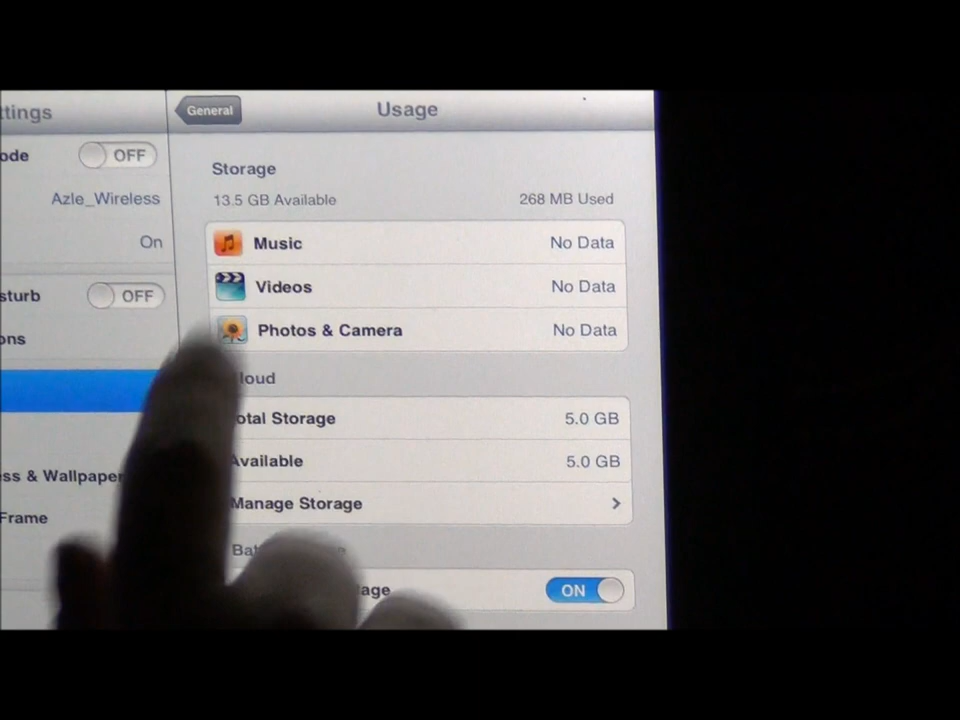 ttings
General
Usage
ode
OFF
Azle_Wireless
On
sturb
OFF
ons
ss & Wallpaper
Frame
Storage
13.5 GB Available
268 MB Used
Music
No Data
Videos
No Data
Photos & Camera
No Data
loud
otal Storage
5.0 GB
Available
5.0 GB
Manage Storage
Bat
age
ON